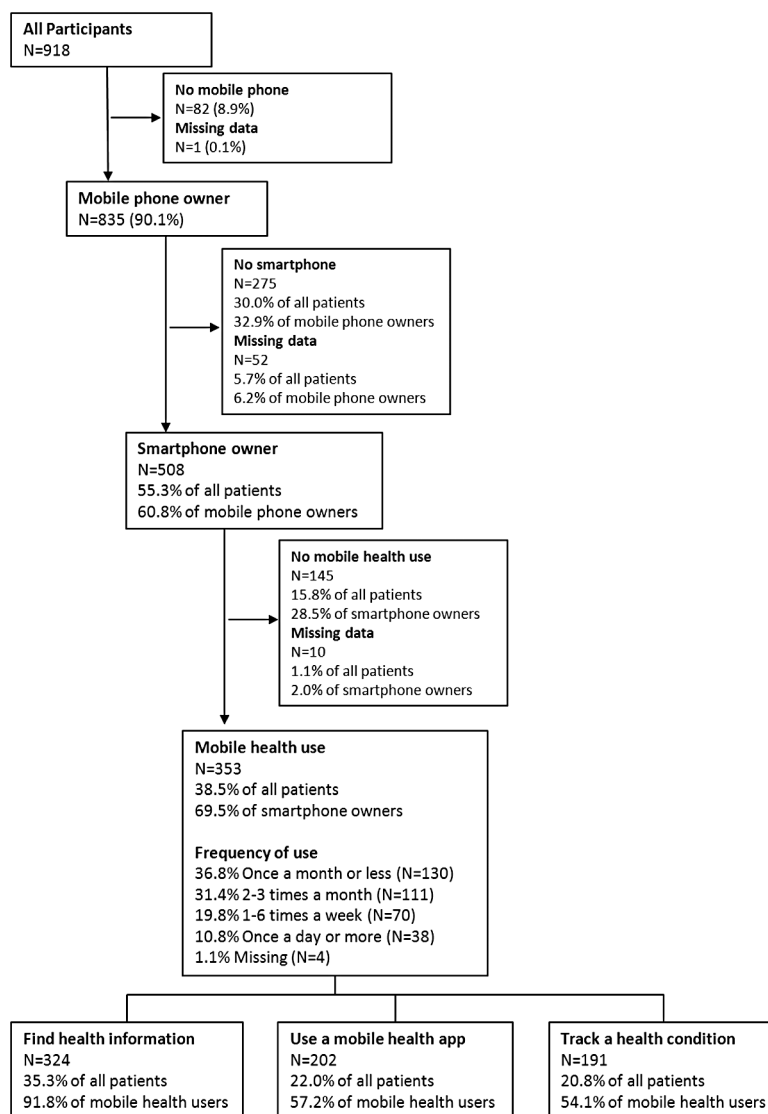 All Participants
N=918
No mobile phone
N=82 (8.9%)
Missing data
N=1 (0.1%)
Mobile phone owner
N=835 (90.1%)
No smartphone
N=275
30.0% of all patients
32.9% of mobile phone owners
Missing data
N=52
5.7% of all patients
6.2% of mobile phone owners
Smartphone owner
N=508
55.3% of all patients
60.8% of mobile phone owners
No mobile health use
N=145
15.8% of all patients
28.5% of smartphone owners
Missing data
N=10
1.1% of all patients
2.0% of smartphone owners
Mobile health use
N=353
38.5% of all patients
69.5% of smartphone owners
Frequency of use
36.8% Once a month or less (N=130)
31.4% 2-3 times a month (N=111)
19.8% 1-6 times a week (N=70)
10.8% Once a day or more (N=38)
1.1% Missing (N=4)
Find health information
N=324
35.3% of all patients
91.8% of mobile health users
Use a mobile health app
N=202
22.0% of all patients
57.2% of mobile health users
Track a health condition
N=191
20.8% of all patients
54.1% of mobile health users